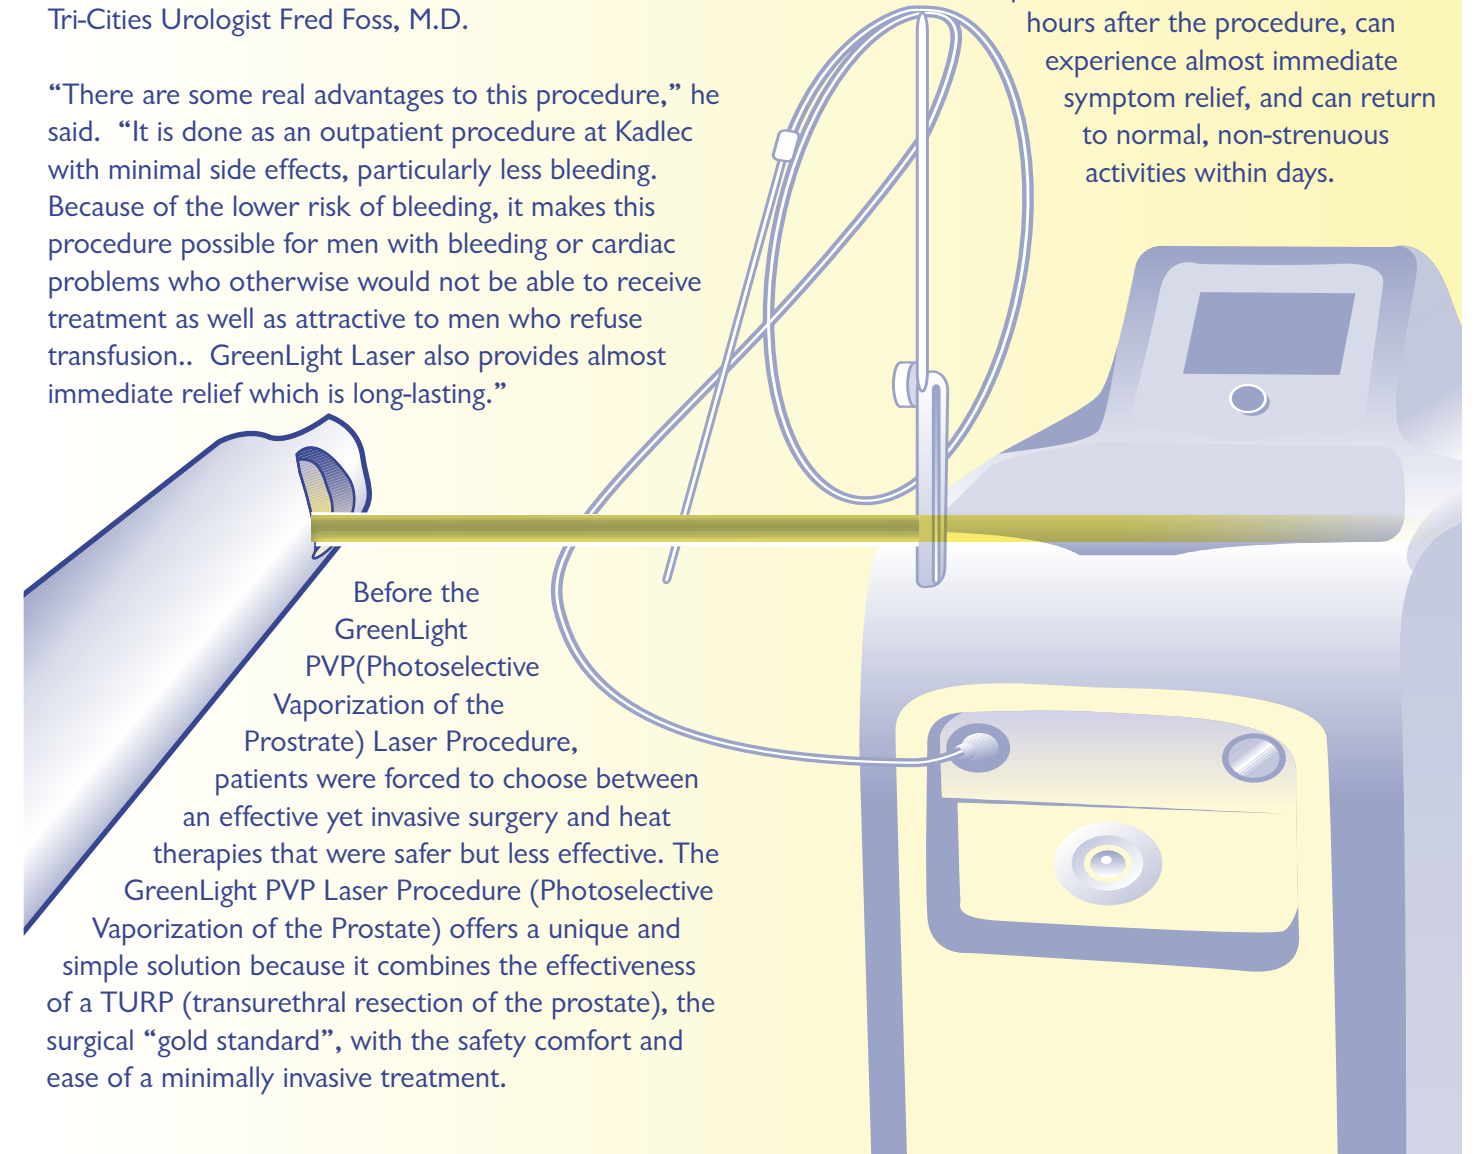 Tri-Cities Urologist Fred Foss, M.D.
“There are some real advantages to this procedure,” he
said.  “It is done as an outpatient procedure at Kadlec
with minimal side effects, particularly less bleeding.
Because of the lower risk of bleeding, it makes this
procedure possible for men with bleeding or cardiac
problems who otherwise would not be able to receive
treatment as well as attractive to men who refuse
transfusion..  GreenLight Laser also provides almost
immediate relief which is long-lasting.”
Before the
GreenLight
PVP(Photoselective
Vaporization of the
Prostrate) Laser Procedure,
patients were forced to choose between
an effective yet invasive surgery and heat
therapies that were safer but less effective. The
GreenLight PVP Laser Procedure (Photoselective
Vaporization of the Prostate) offers a unique and
simple solution because it combines the effectiveness
of a TURP (transurethral resection of the prostate), the
surgical “gold standard”, with the safety comfort and
ease of a minimally invasive treatment.
hours after the procedure, can
experience almost immediate
symptom relief, and can return
to normal, non-strenuous
activities within days.